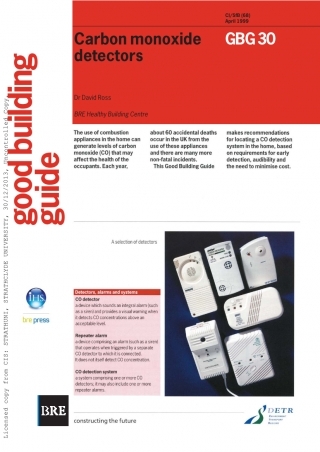 CI/SfB (68)
April 1999
Carbon monoxide
detectors
GBG 30
Dr David Ross
BRE Healthy Building Centre
good building
guide
The use of combustion
appliances in the home can
generate levels of carbon
monoxide (CO) that may
affect the health of the
occupants. Each year,
about 60 accidental deaths
occur in the UK from the
use of these appliances
and there are many more
non-fatal incidents.
This Good Building Guide
makes recommendations
for locating a CO detection
system in the home, based
on requirements for early
detection, audibility and
the need to minimise cost.
A selection of detectors
Detectors, alarms and systems
CO detector
a device which sounds an integral alarm (such
as a siren) and provides a visual warning when
it detects CO concentrations above an
acceptable level.
Repeater alarm
a device comprising an alarm (such as a siren)
that operates when triggered by a separate
CO detector to which it is connected.
It does not itself detect CO concentration.
CO detection system
a system comprising one or more CO
detectors; it may also include one or more
repeater alarms.
IHS
bre press
BRE
constructing the future
DETR
Licensed copy from CIS: STRATHUNI, STRATHCLYDE UNIVERSITY, 30/12/2013, Uncontrolled Copy.